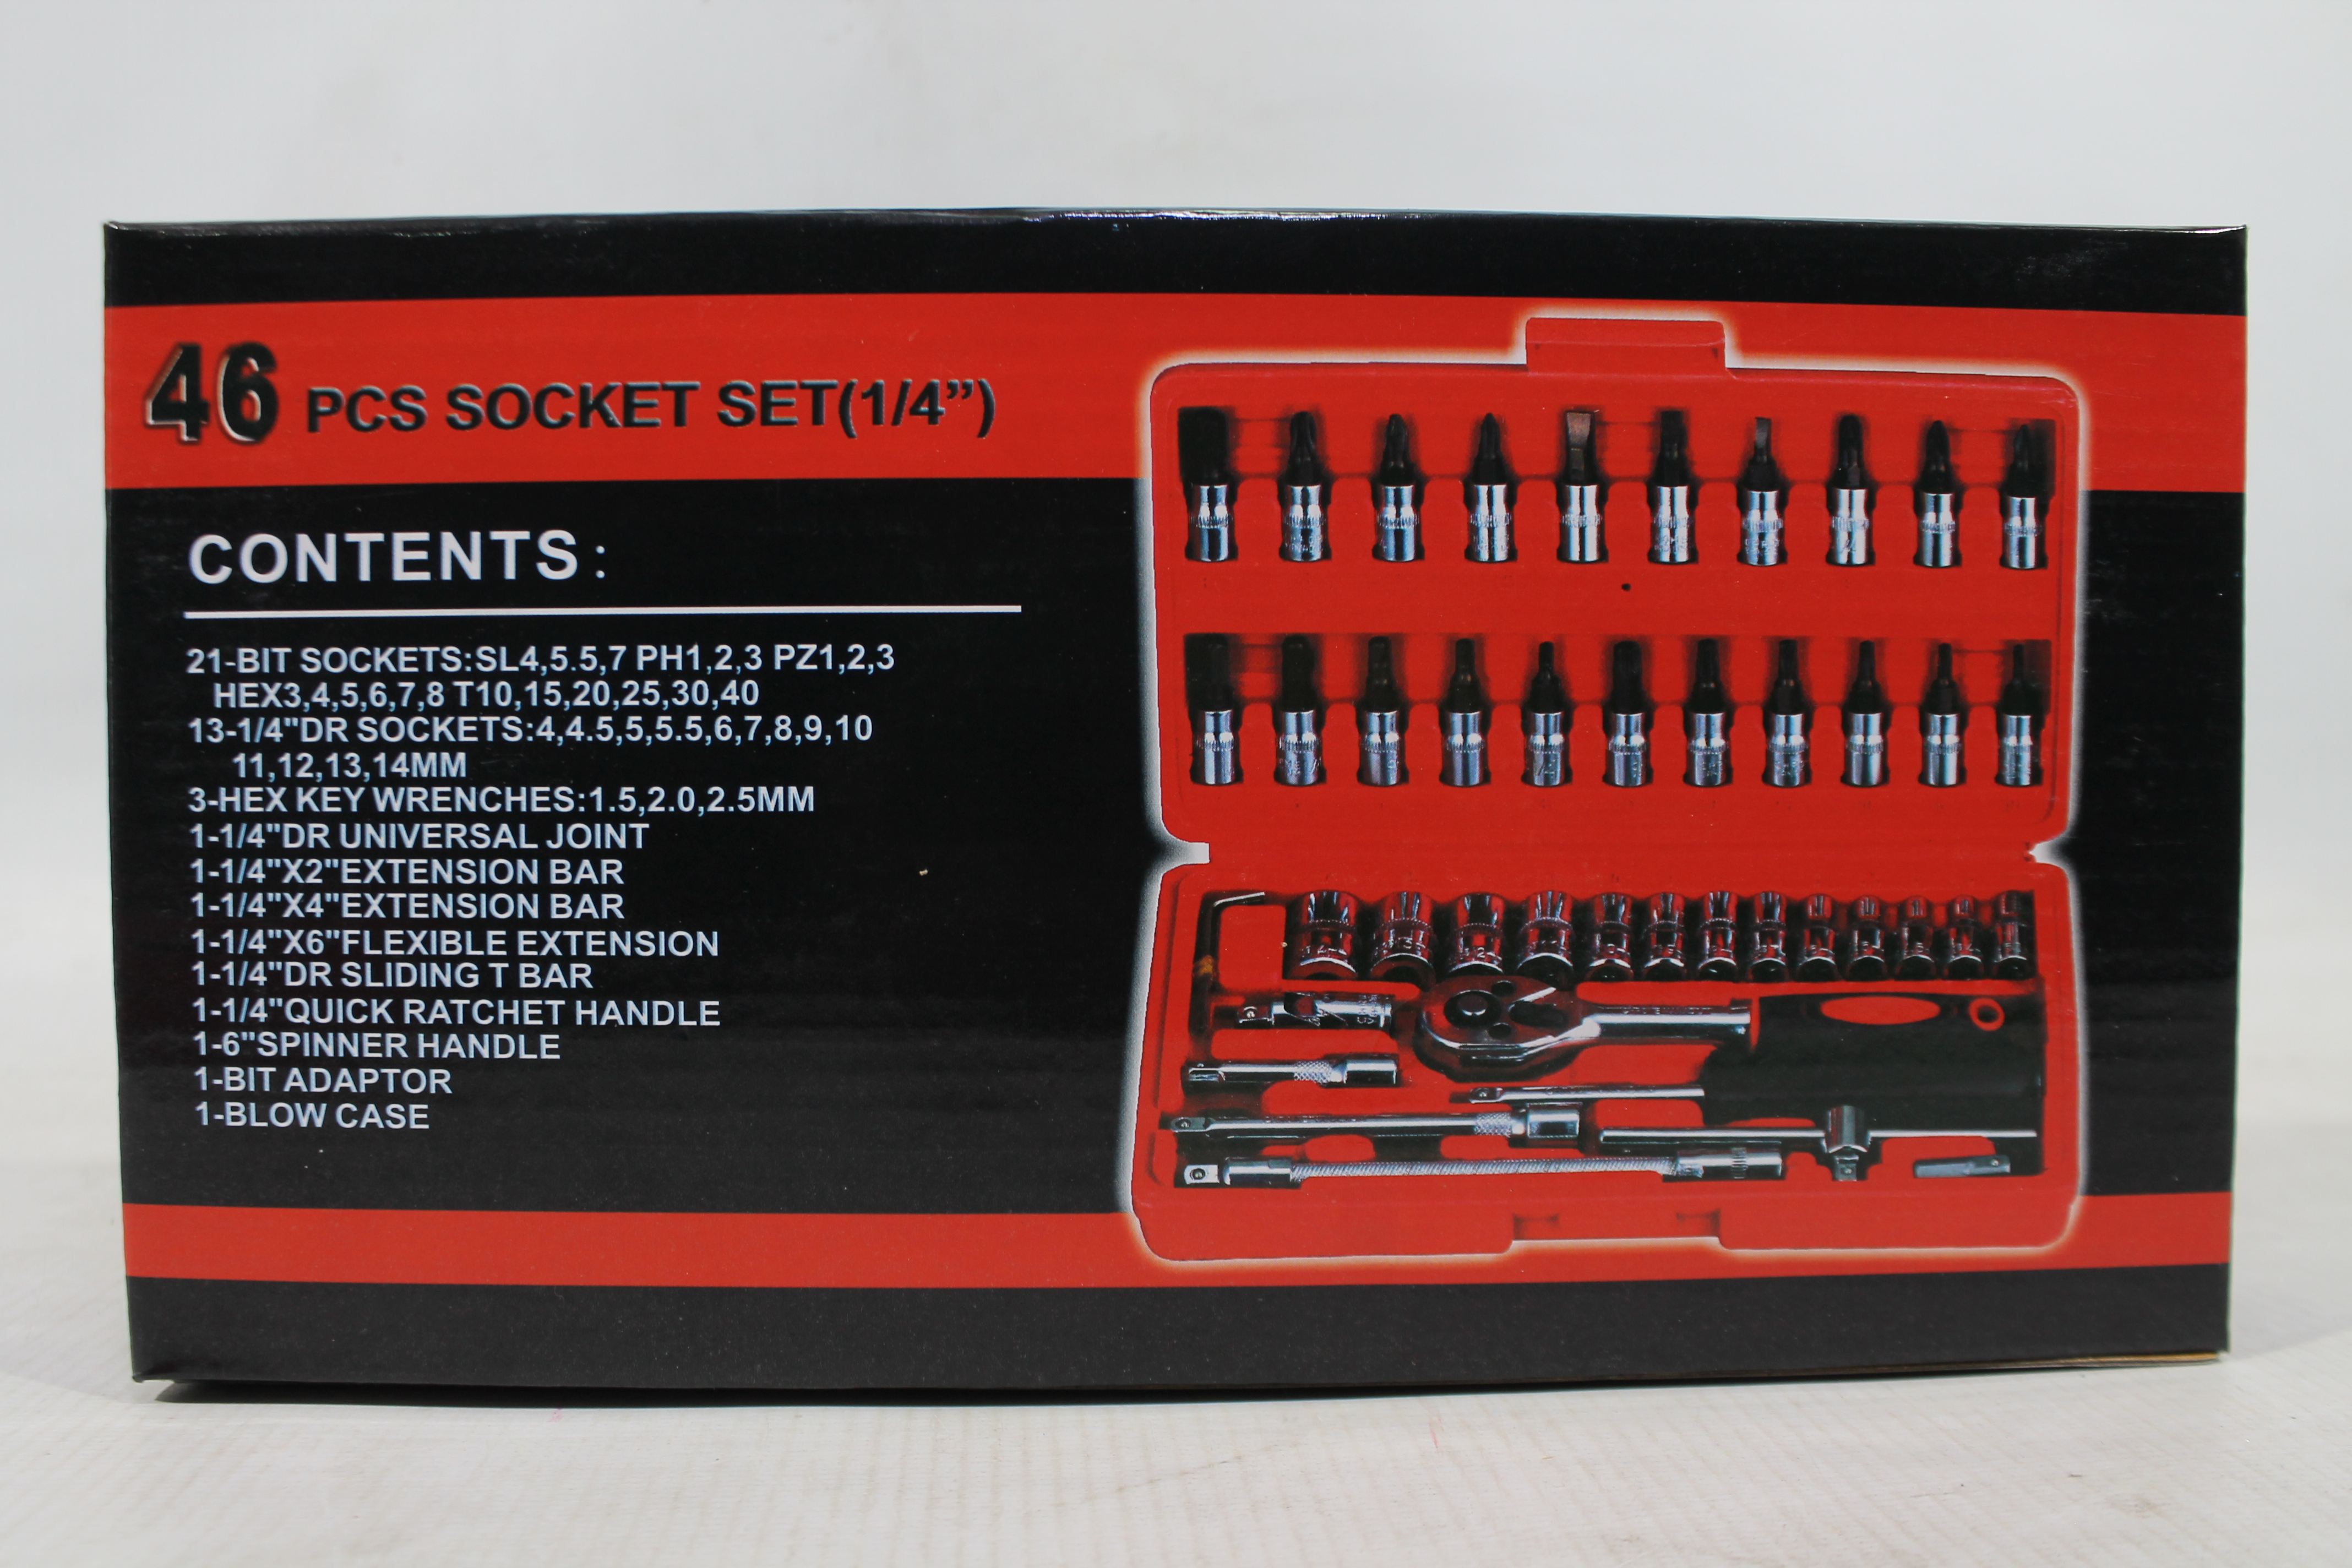 46 PCS SOCKET SET(1/4”)
CONTENTS:
21-BIT SOCKETS:SL4,5.5,7 PH1,2,3 PZ1,2,3
HEX3,4,5,6,7,8 T10,15,20,25,30,40
13-1/4"DR SOCKETS:4,4.5,5,5.5,6,7,8,9,10
11,12,13,14MM
3-HEX KEY WRENCHES:1.5,2.0,2.5MM
1-1/4"DR UNIVERSAL JOINT
1-1/4"X2"EXTENSION BAR
1-1/4"X4"EXTENSION BAR
1-1/4"X6"FLEXIBLE EXTENSION
1-1/4"DR SLIDING T BAR
1-1/4"QUICK RATCHET HANDLE
1-6"SPINNER HANDLE
1-BIT ADAPTOR
1-BLOW CASE